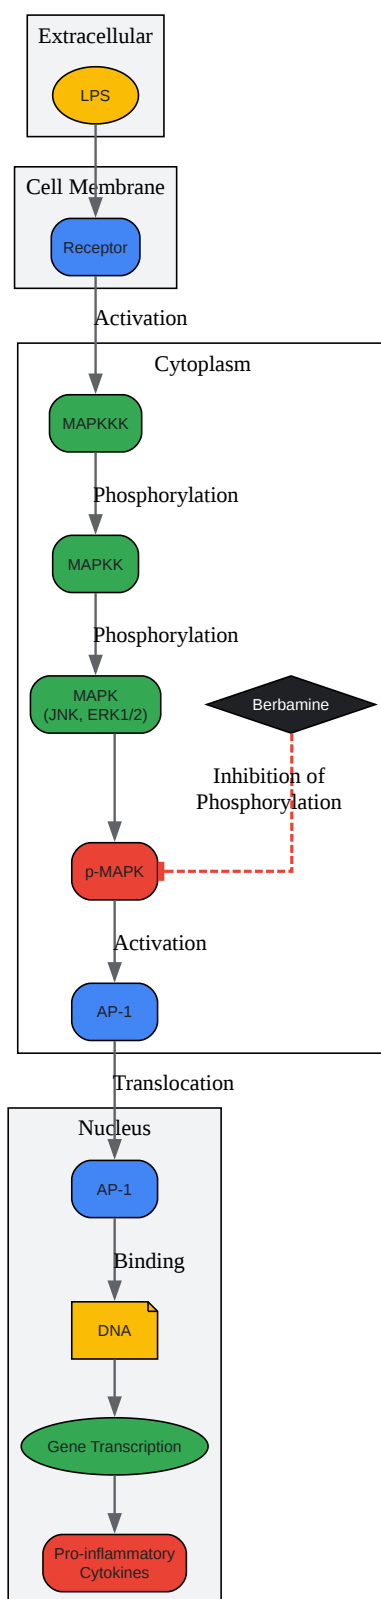 Extracellular
LPS
Cell Membrane
Receptor
Activation
Cytoplasm
MAPKKK
Phosphorylation
MAPKK
Phosphorylation
MAPK
(JNK, ERK1/2)
Berbamine
Inhibition of
Phosphorylation
p-MAPK
Activation
AP-1
Translocation
Nucleus
AP-1
Binding
DNA
Gene Transcription
Pro-inflammatory
Cytokines